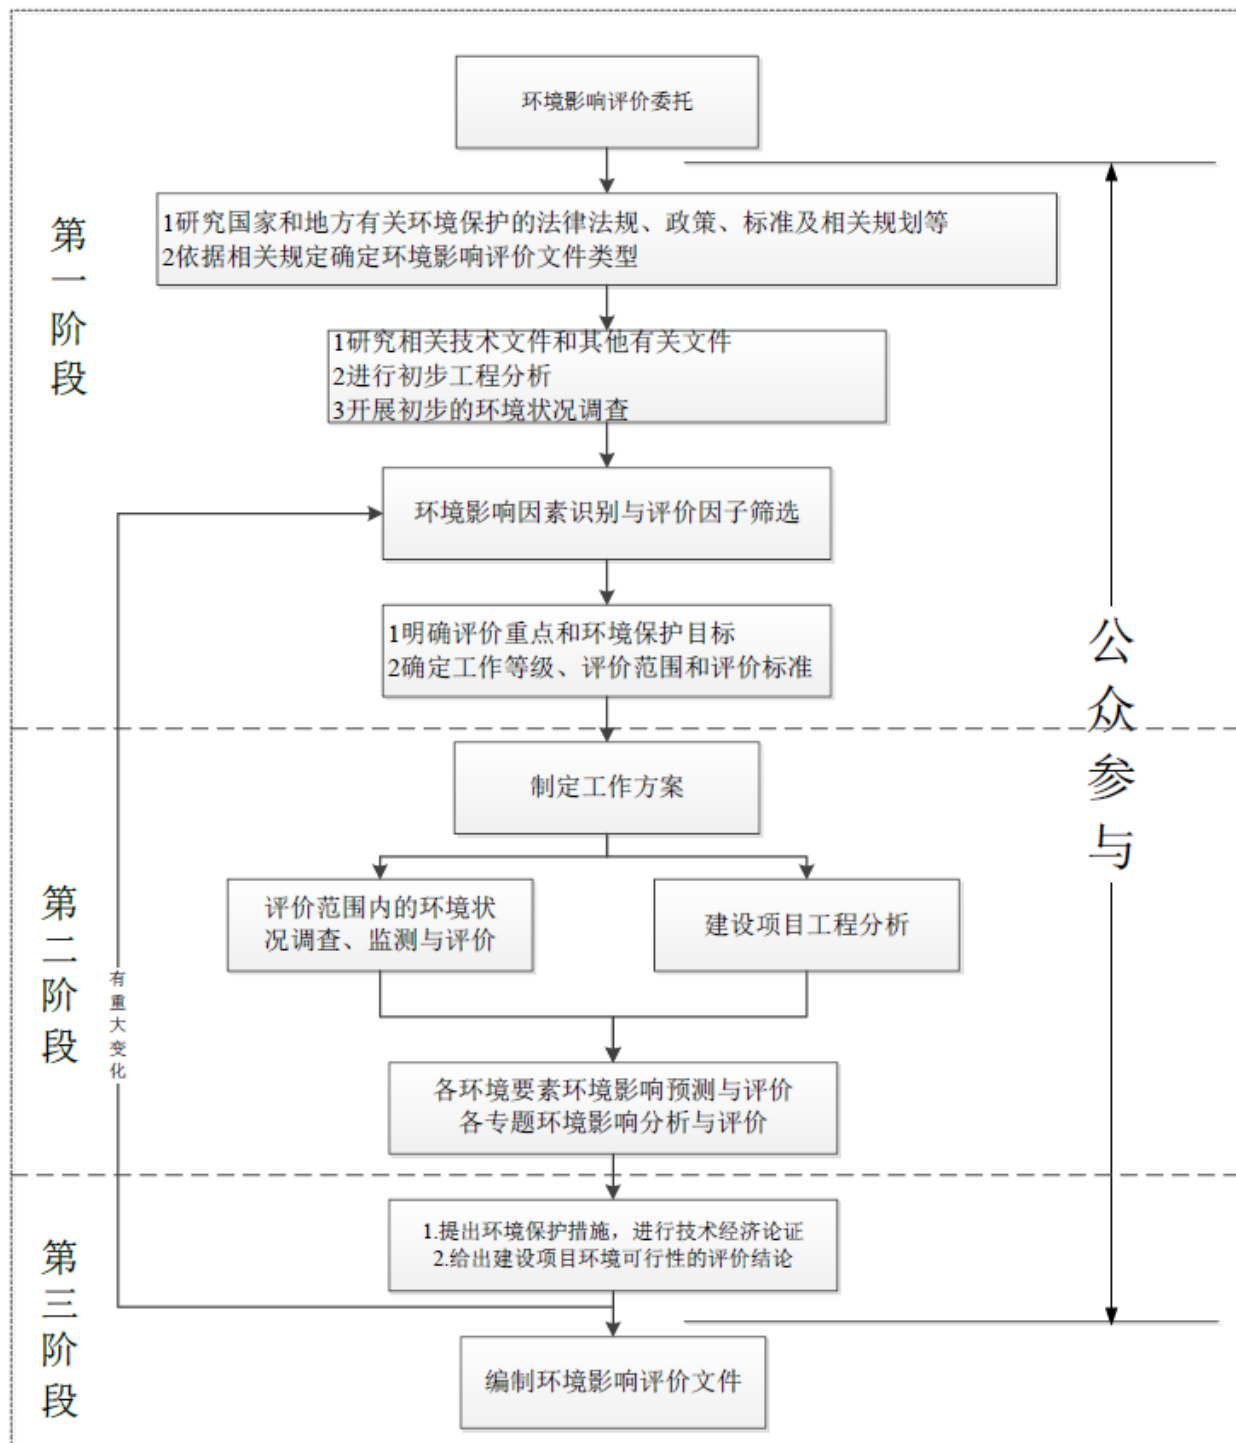 环境影响评价委托
第一阶段
1研究国家和地方有关环境保护的法律法规、政策、标准及相关规划等
2依据相关规定确定环境影响评价文件类型
1研究相关技术文件和其他有关文件
2进行初步工程分析
3开展初步的环境状况调查
环境影响因素识别与评价因子筛选
1明确评价重点和环境保护目标
2确定工作等级、评价范围和评价标准
公众参与
第二阶段
制定工作方案
评价范围内的环境状
况调查、监测与评价
建设项目工程分析
有重大变化
各环境要素环境影响预测与评价
各专题环境影响分析与评价
第三阶段
1.提出环境保护措施，进行技术经济论证
2.给出建设项目环境可行性的评价结论
编制环境影响评价文件